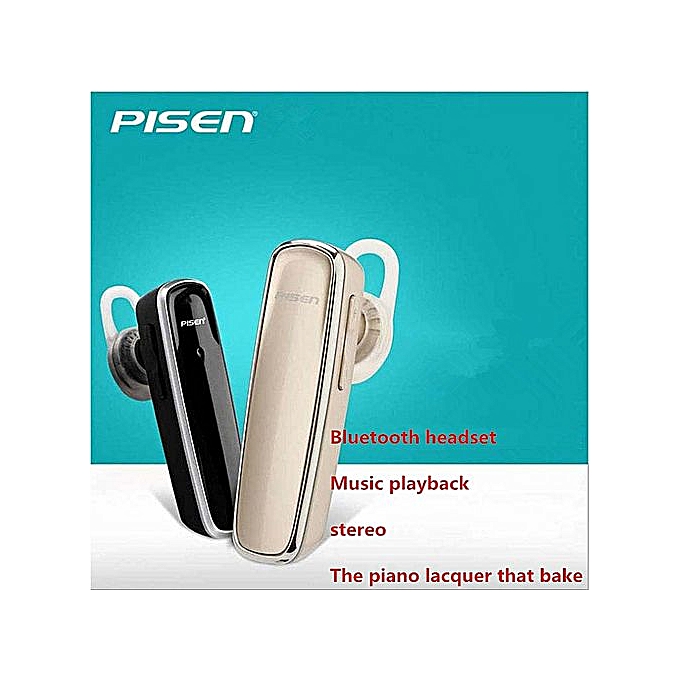 PISEN
PISEN
PISEN
Bluetooth headset
Music playback
stereo
The piano lacquer that bake